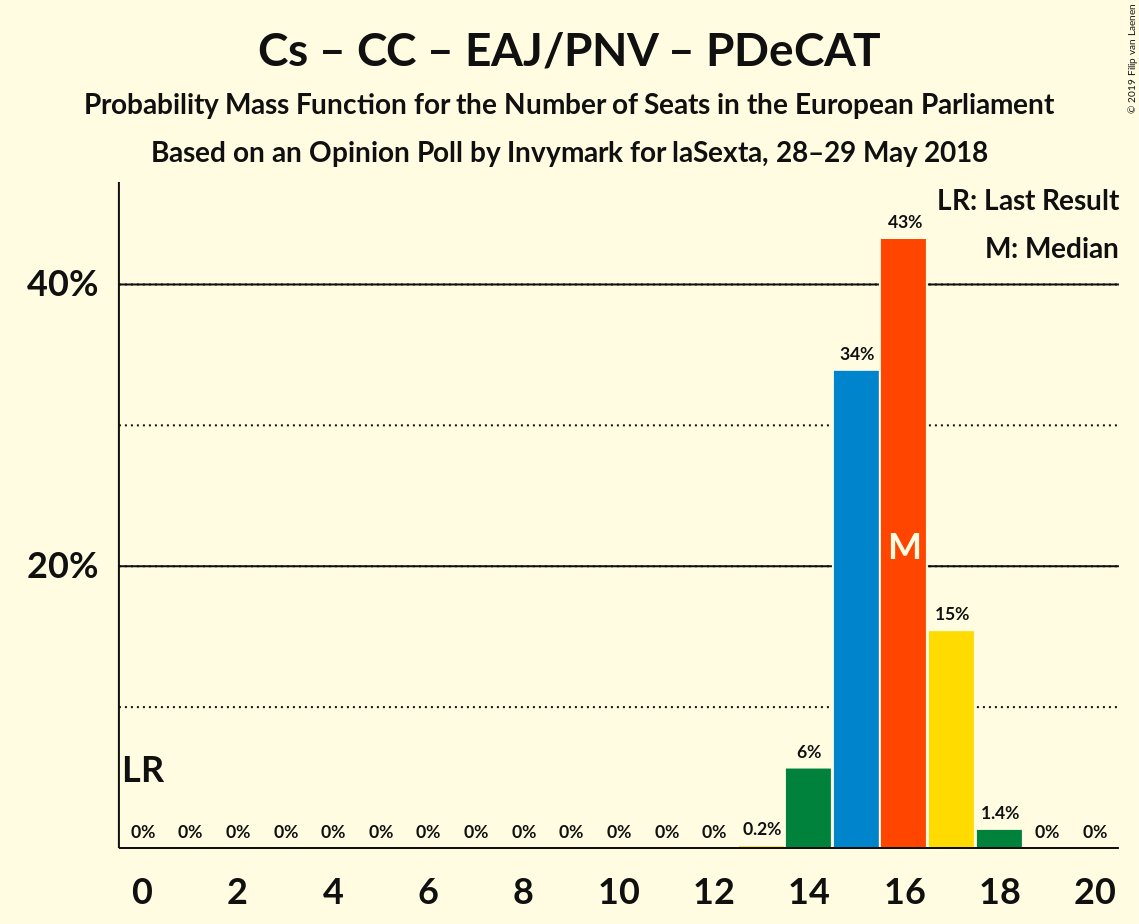 Cs – CC – EAJ/PNV – PDeCAT
Probability Mass Function for the Number of Seats in the European Parliament
Based on an Opinion Poll by Invymark for laSexta, 28–29 May 2018
© 2019 Filip van Laenen
LR: Last Result
M: Median
43%
40%
34%
M
20%
15%
LR
6%
0% 0% 0% 0% 0% 0% 0% 0% 0% 0% 0% 0% 0% 0.2% 1.4% 0% 0%
0 2 4 6 8 10 12 14 16 18 20